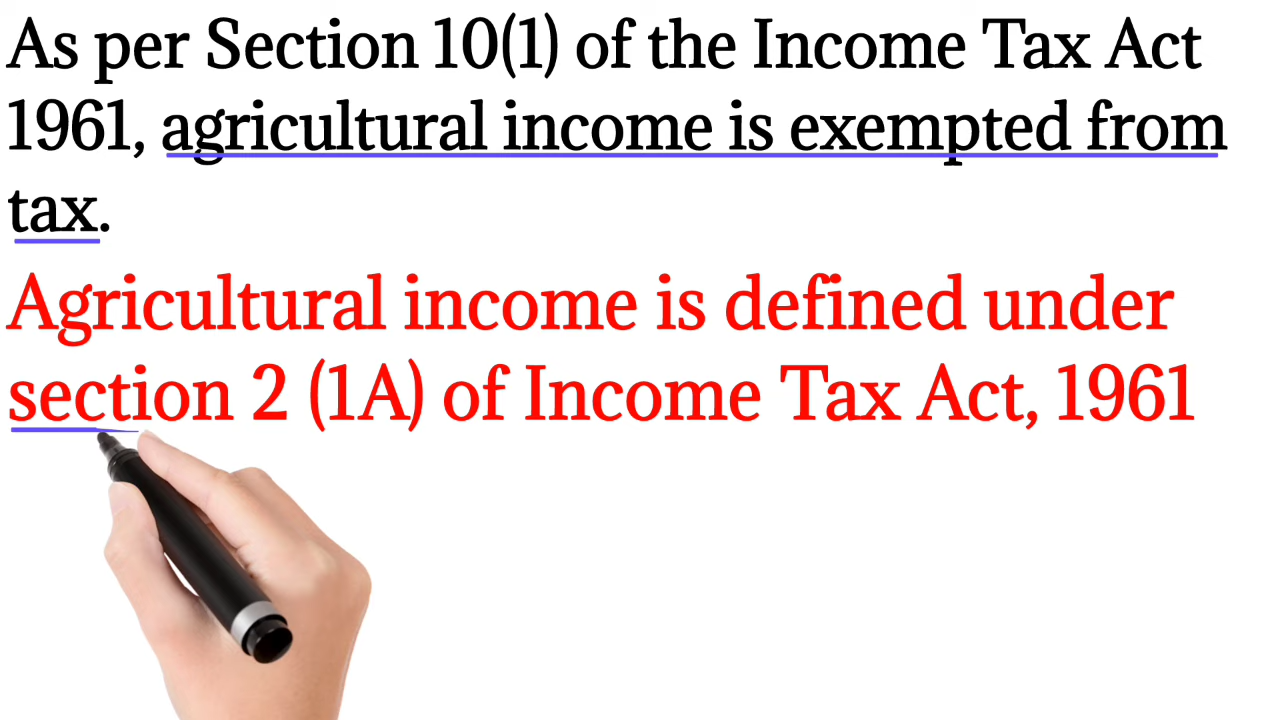 As per Section 10(1) of the Income Tax Act
1961, agricultural income is exempted from
tax.
Agricultural income is defined under
section 2 (1A) of Income Tax Act, 1961